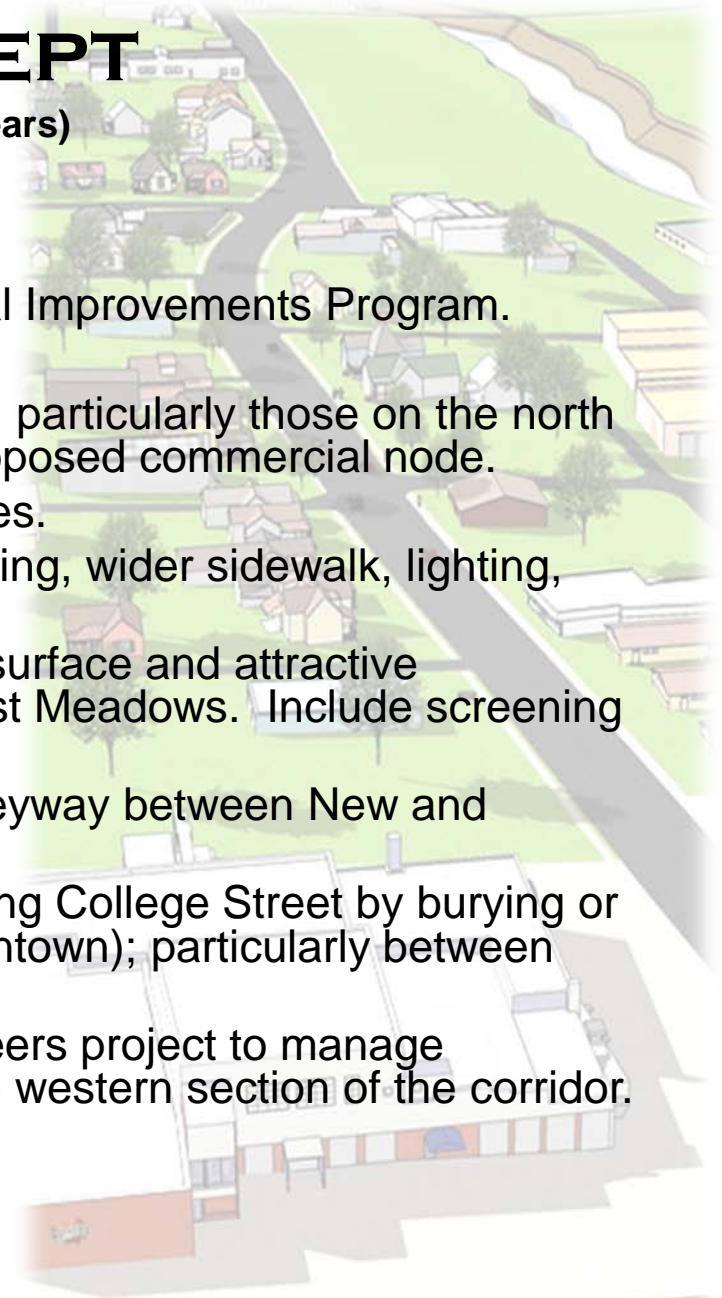 EPT
ears)
l Improvements Program.
particularly those on the north
posed commercial node.
es.
ing, wider sidewalk, lighting,
surface and attractive
st Meadows.  Include screening
eyway between New and
ng College Street by burying or
ntown); particularly between
eers project to manage
western section of the corridor.